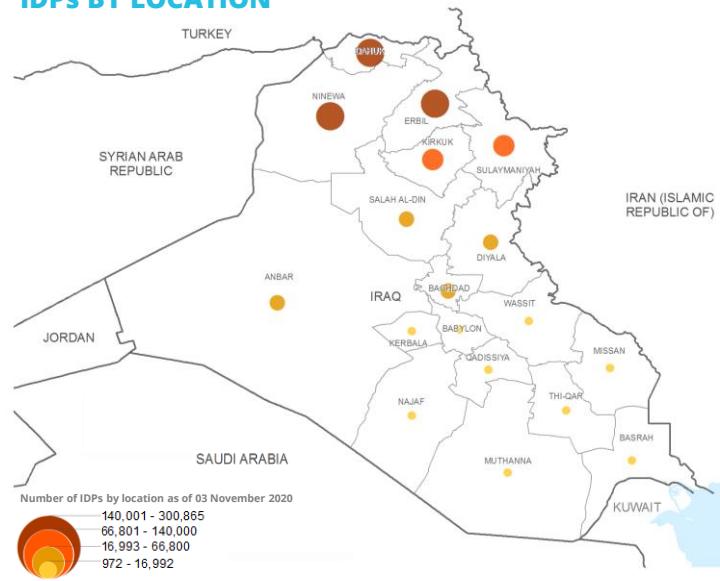 IDPs BY LOCATION
TURKEY
DAHUK
NINEWA
ERBIL
KIRKUK
SYRIAN ARAB
REPUBLIC
SULAYMANIYAH
SALAH AL-DIN
IRAN (ISLAMIC
REPUBLIC OF)
DIYALA
ANBAR
BAGHDAD
IRAQ
WASSIT
JORDAN
BABYLON
KERBALA
MISSAN
QADISSIYA
NAJAF
THI-QAR
BASRAH
SAUDI ARABIA
MUTHANNA
Number of IDPs by location as of 03 November 2020
KUWAIT
140,001 - 300,865
66,801 - 140,000
16,993 - 66,800
972 - 16,992